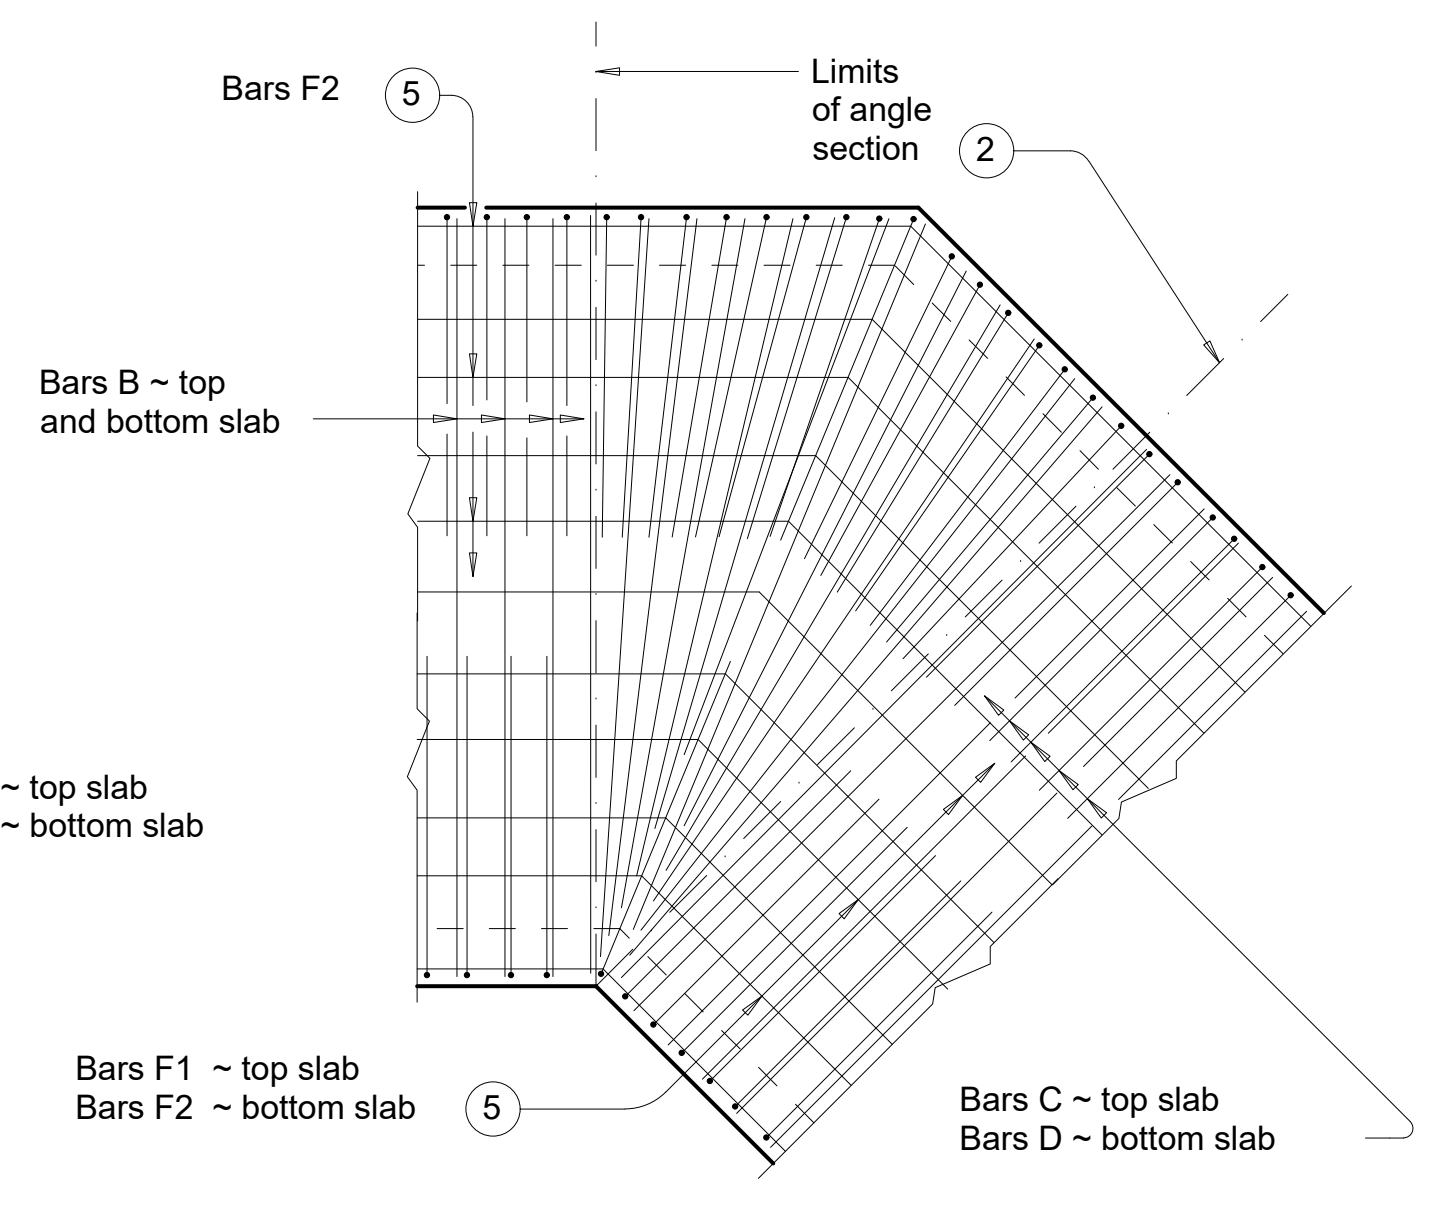 Bars F2
5
Limits
of angle
section
2
Bars B ~ top
and bottom slab
~ top slab
~ bottom slab
Bars F1 ~ top slab
Bars F2 ~ bottom slab
5
Bars C ~ top slab
Bars D ~ bottom slab